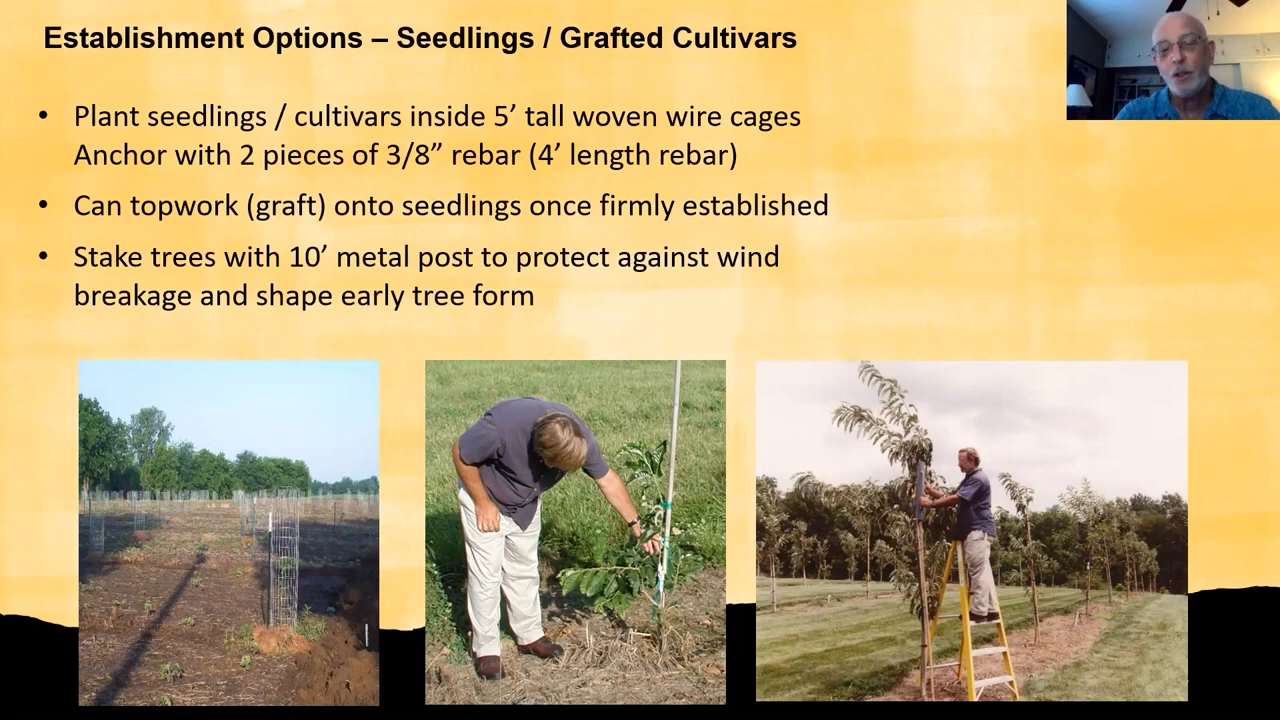 Establishment Options – Seedlings / Grafted Cultivars
• Plant seedlings / cultivars inside 5’ tall woven wire cages
Anchor with 2 pieces of 3/8” rebar (4’ length rebar)
• Can topwork (graft) onto seedlings once firmly established
• Stake trees with 10’ metal post to protect against wind
breakage and shape early tree form